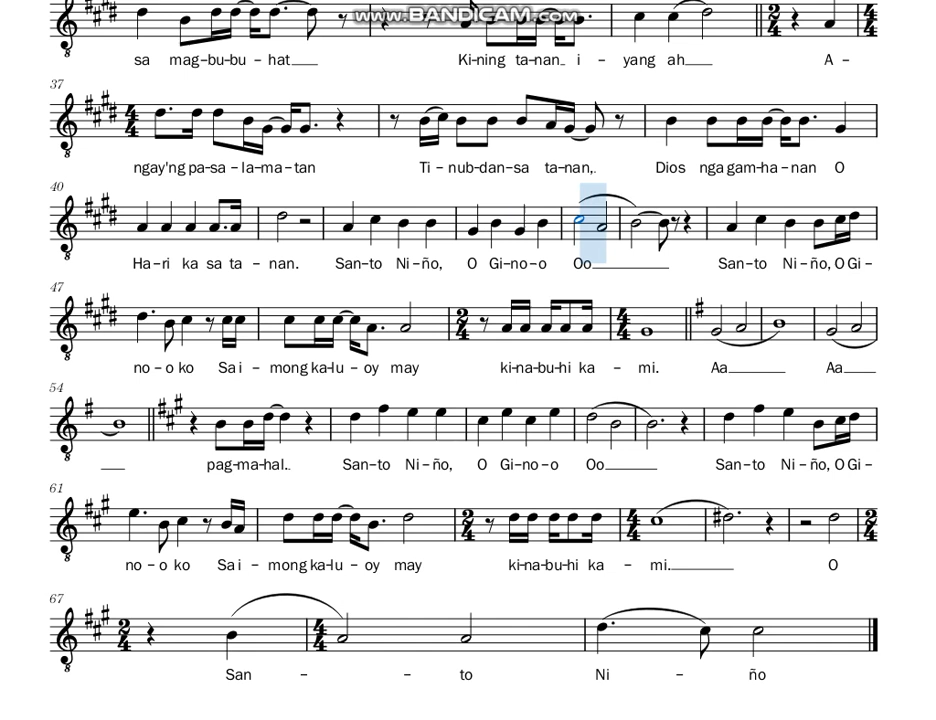 www.BANDICAM.com
sa mag-bu-bu-hat Ki-ning ta-nan i-yang ah A-
37
ngay'ng pa-sa-la-ma-tan Ti-nub-dan-sa ta-nan,. Dios nga gam-ha-nan O
40
Ha-ri ka sa ta-nan. San-to Ni-ño, O Gi-no-o Oo San-to Ni-ño, O Gi-
47
no-o ko Sa i-mong ka-lu-oy may ki-na-bu-hi ka-mi. Aa Aa
54
pag-ma-hal.. San-to Ni-ño, O Gi-no-o Oo San-to Ni-ño, O Gi-
61
no-o ko Sa i-mong ka-lu-oy may ki-na-bu-hi ka-mi. O
67
San-to Ni-ño